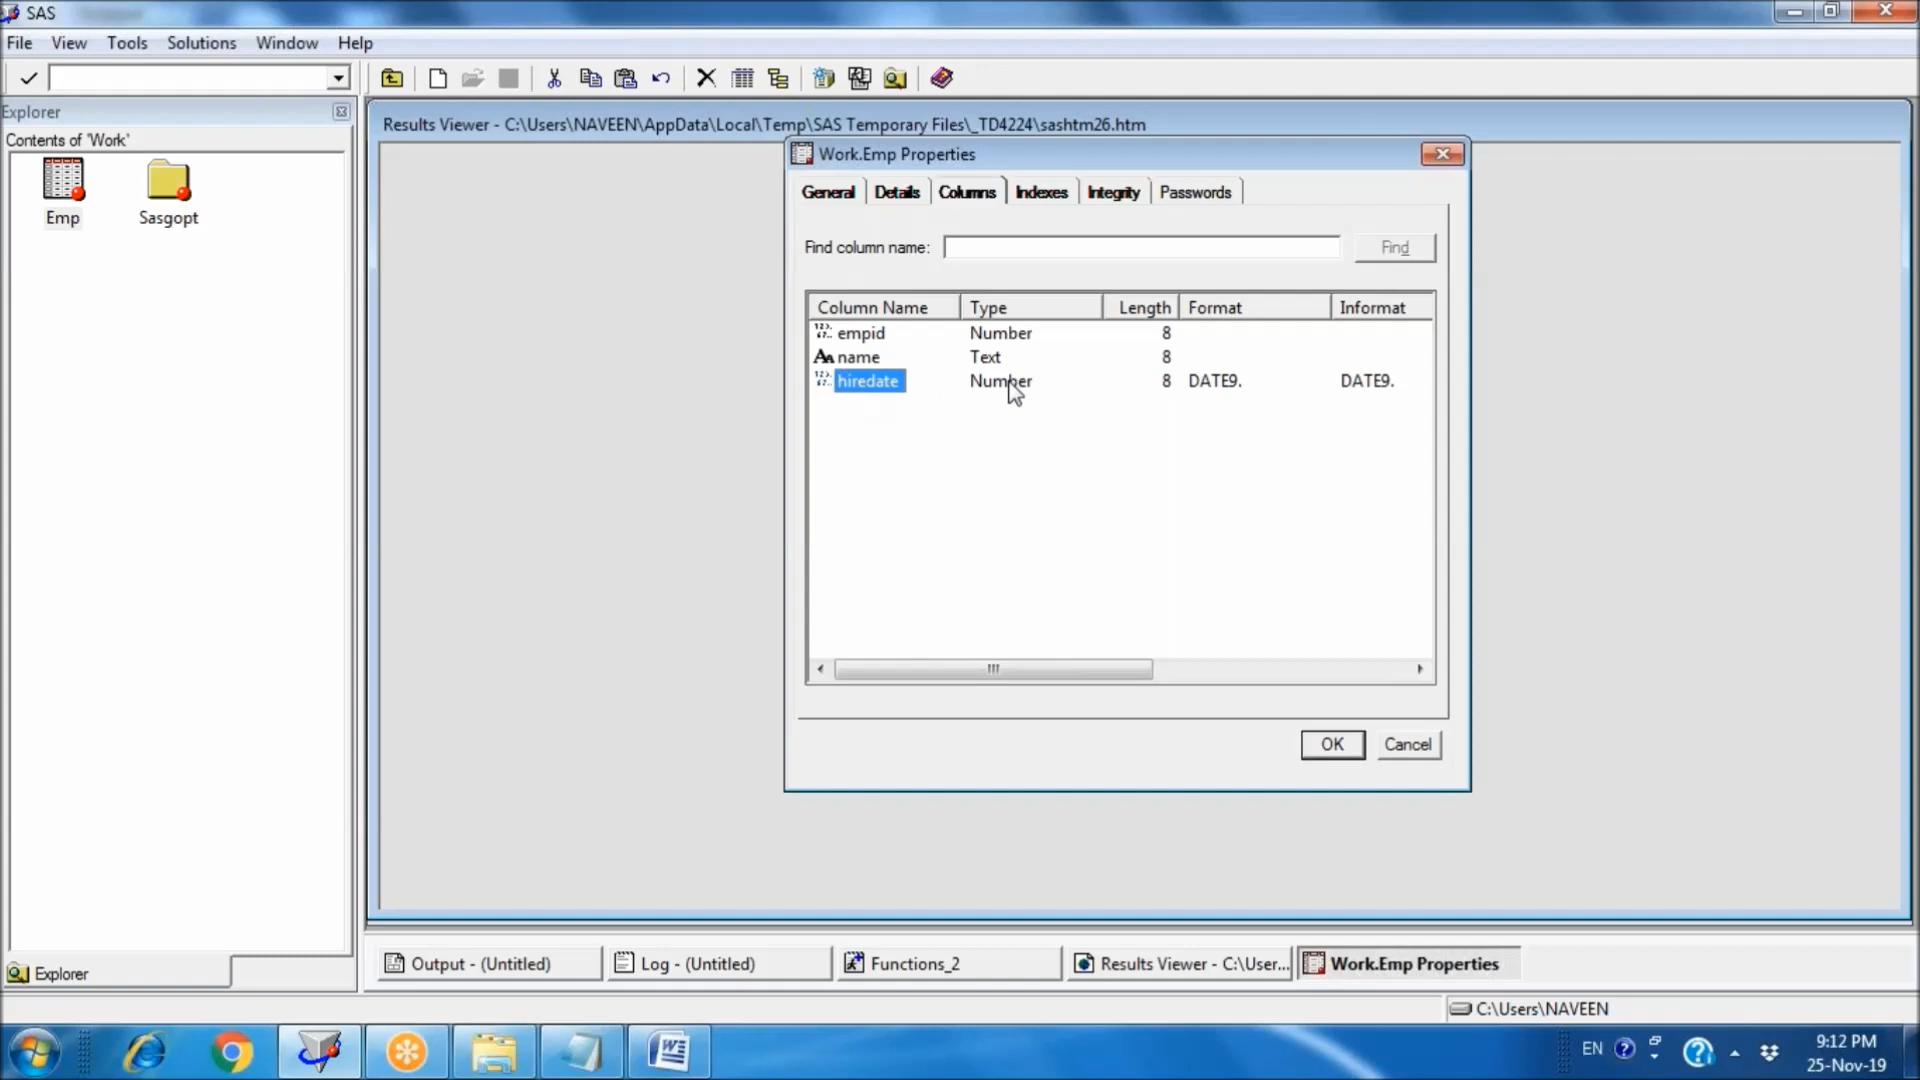 SAS
File View Tools Solutions Window Help
Explorer
Contents of 'Work'
Emp
Sasgopt
Results Viewer - C:\Users\NAVEEN\AppData\Local\Temp\SAS Temporary Files\_TD4224\sashtm26.htm
Work.Emp Properties
General Details Columns Indexes Integrity Passwords
Find column name: Find
Column Name Type Length Format Informat
empid Number 8
name Text 8
hiredate Number 8 DATE9. DATE9.
OK Cancel
Explorer
Output - (Untitled) Log - (Untitled) Functions_2 Results Viewer - C:\User... Work.Emp Properties
C:\Users\NAVEEN
EN
9:12 PM
25-Nov-19